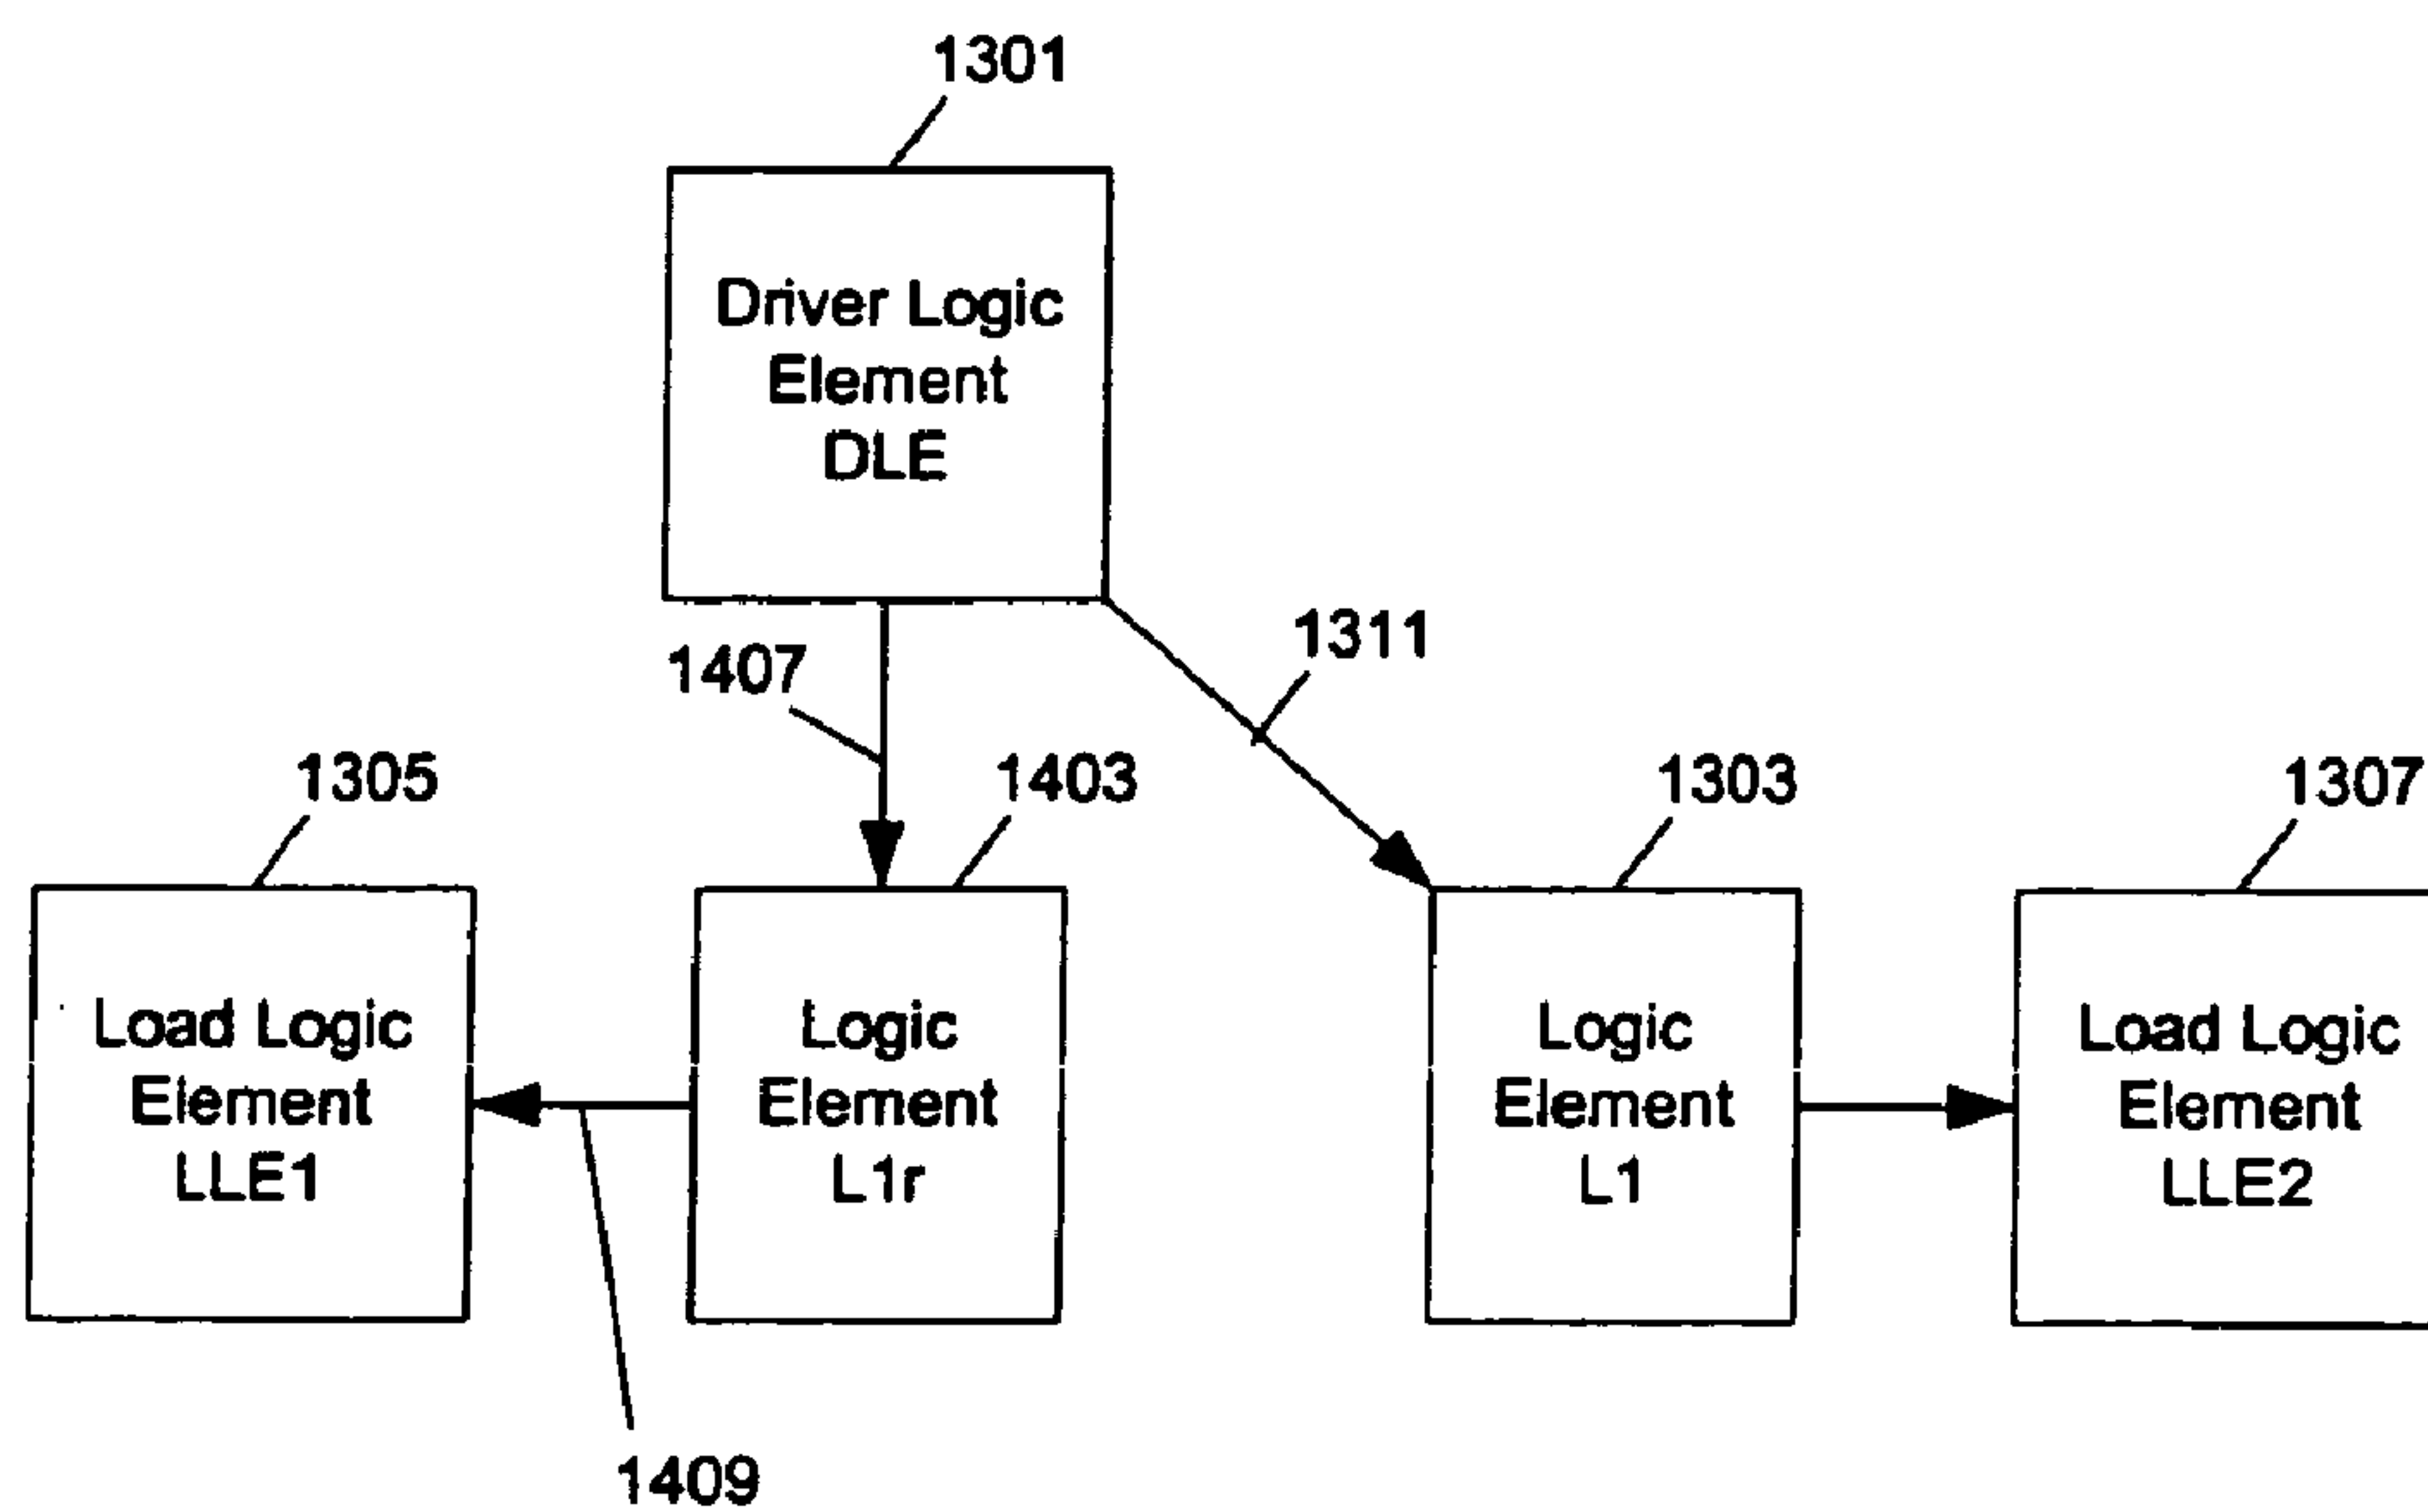 1301
Driver Logic
Element
DLE
1311
1407
1305
1403
1303
1307
Load Logic
Element
LLE1
Logic
Element
L1r
Logic
Element
L1
Load Logic
Element
LLE2
1409